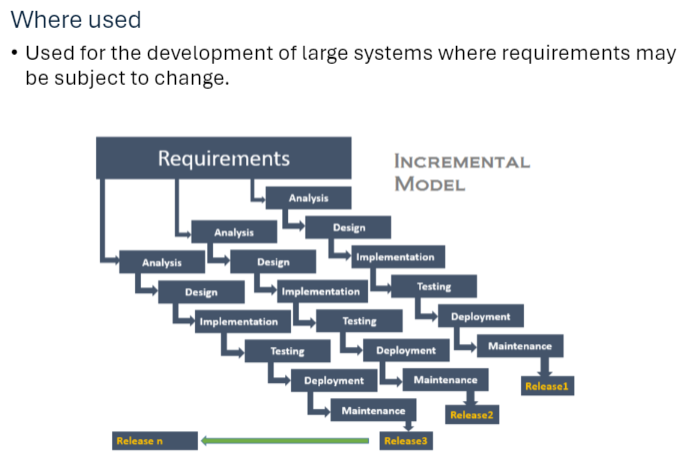 Where used
• Used for the development of large systems where requirements may
be subject to change.
Requirements
INCREMENTAL
MODEL
Analysis
Design
Implementation
Testing
Deployment
Maintenance
Release1
Analysis
Design
Implementation
Testing
Deployment
Maintenance
Release2
Analysis
Design
Implementation
Testing
Deployment
Maintenance
Release3
Release n